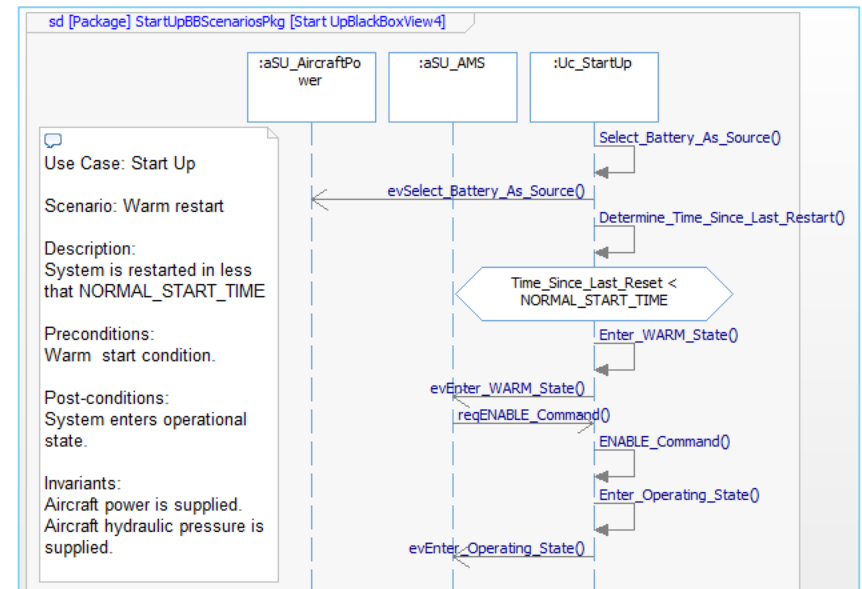 sd [Package] StartUpBBScenariosPkg [Start UpBlackBoxView4]
:aSU_AircraftPo
wer
:aSU_AMS
:Uc_StartUp
Use Case: Start Up
Scenario: Warm restart
Description:
System is restarted in less
that NORMAL_START_TIME
Preconditions:
Warm  start condition.
Post-conditions:
System enters operational
state.
Invariants:
Aircraft power is supplied.
Aircraft hydraulic pressure is
supplied.
Select_Battery_As_Source()
evSelect_Battery_As_Source()
Determine_Time_Since_Last_Restart()
Time_Since_Last_Reset <
NORMAL_START_TIME
Enter_WARM_State()
evEnter_WARM_State()
reqENABLE_Command()
ENABLE_Command()
Enter_Operating_State()
evEnter_Operating_State()